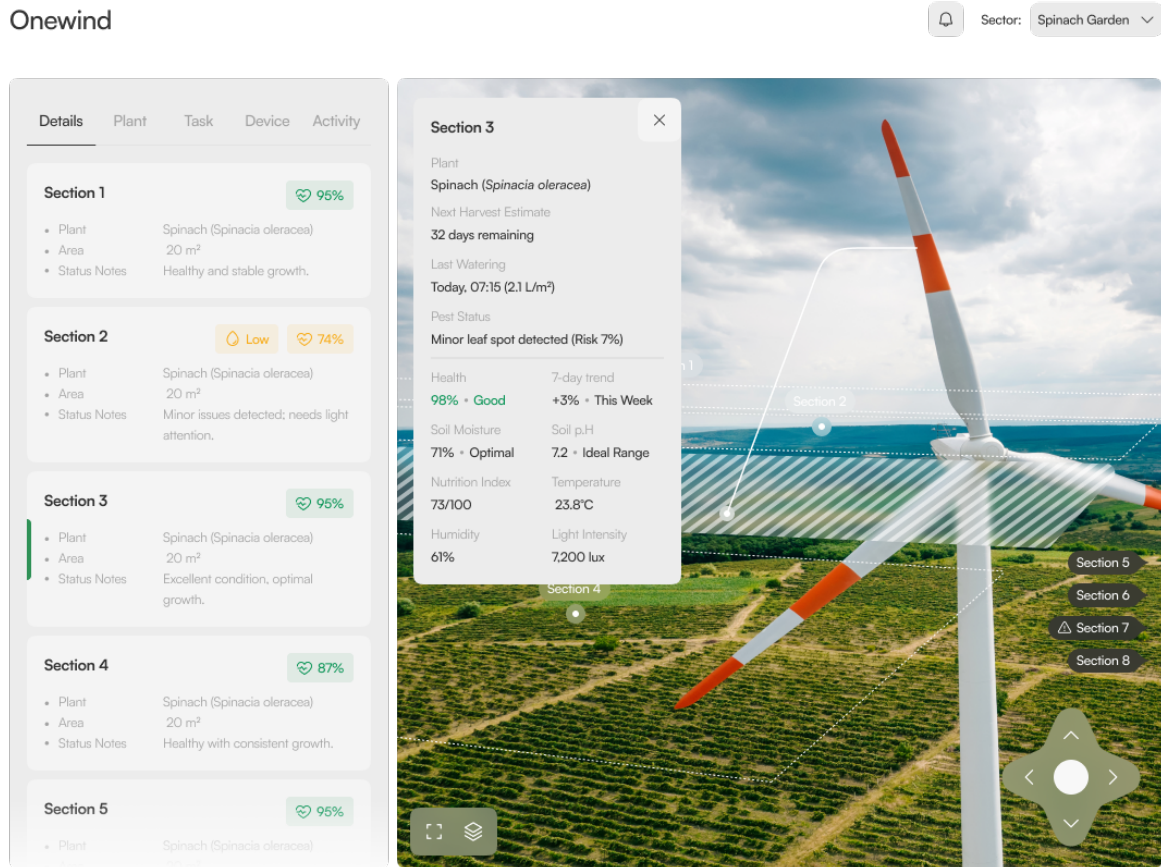 Onewind
Sector:
Spinach Garden
Details
Plant
Task
Device
Activity
Section 1
95%
Plant
Spinach (Spinacia oleracea)
Area
20 m²
Status Notes
Healthy and stable growth.
Section 2
Low
74%
Plant
Spinach (Spinacia oleracea)
Area
20 m²
Status Notes
Minor issues detected; needs light
attention.
Section 3
95%
Plant
Spinach (Spinacia oleracea)
Area
20 m²
Status Notes
Excellent condition, optimal
growth.
Section 4
87%
Plant
Spinach (Spinacia oleracea)
Area
20 m²
Status Notes
Healthy with consistent growth.
Section 5
95%
Plant
Spinach (Spinacia oleracea)
Section 3
Plant
Spinach (Spinacia oleracea)
Next Harvest Estimate
32 days remaining
Last Watering
Today, 07:15 (2.1 L/m²)
Pest Status
Minor leaf spot detected (Risk 7%)
Health
7-day trend
98% • Good
+3% • This Week
Soil Moisture
Soil p.H
71% • Optimal
7.2 • Ideal Range
Nutrition Index
Temperature
73/100
23.8°C
Humidity
Light Intensity
61%
7,200 lux
n 1
Section 2
Section 4
Section 5
Section 6
Section 7
Section 8